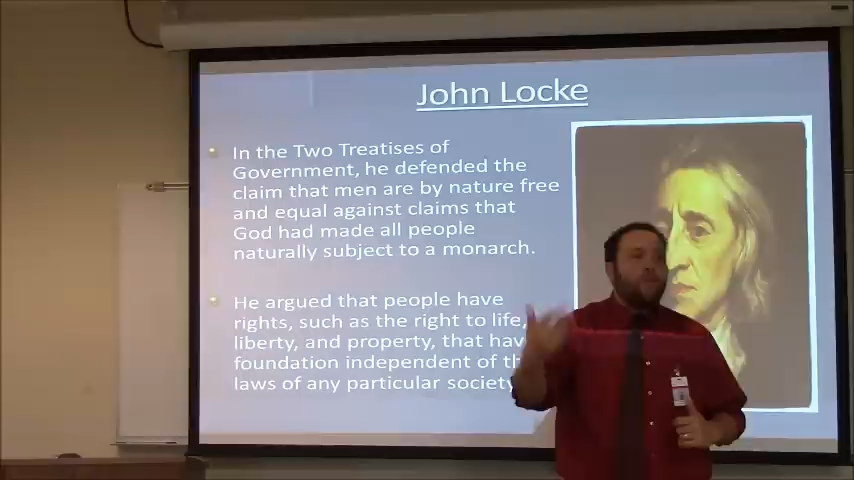 John Locke
In the Two Treatises of
Government, he defended the
claim that men are by nature free
and equal against claims that
God had made all people
naturally subject to a monarch.
He argued that people have
rights, such as the right to life,
liberty, and property, that have
foundation independent of
laws of any particular society